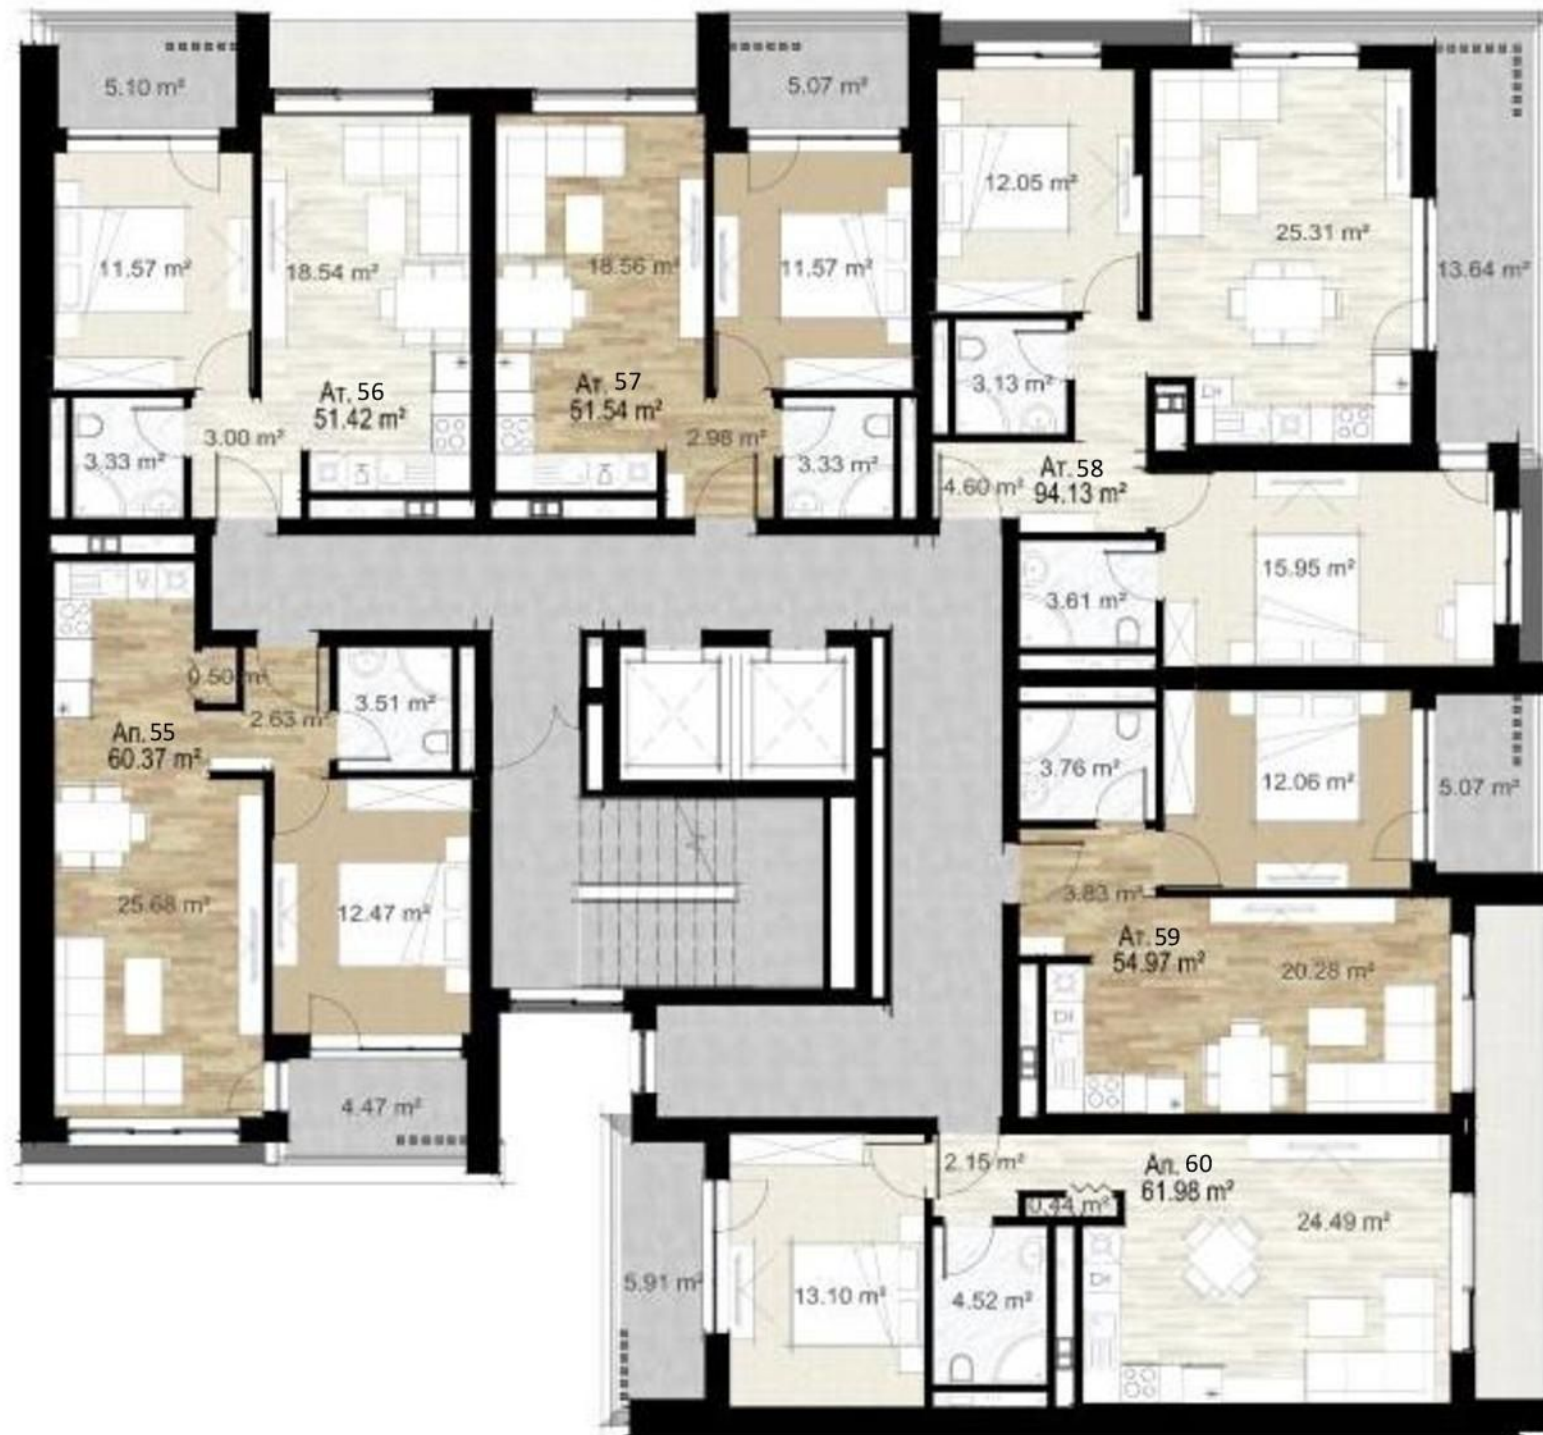 5.10 m²
5.07 m²
12.05 m²
25.31 m²
13.64 m²
11.57 m²
18.54 m²
18.56 m²
11.57 m²
Ат. 56
51.42 m²
Ат. 57
51.54 m²
3.13 m²
3.00 m²
3.33 m²
2.98 m²
3.33 m²
Ат. 58
94.13 m²
4.60 m²
15.95 m²
3.61 m²
0.50 m²
2.63 m²
3.51 m²
Ап. 55
60.37 m²
3.76 m²
12.06 m²
5.07 m²
25.68 m²
12.47 m²
3.83 m²
Ат. 59
54.97 m²
20.28 m²
4.47 m²
2.15 m²
Ап. 60
61.98 m²
0.44 m²
24.49 m²
5.91 m²
13.10 m²
4.52 m²